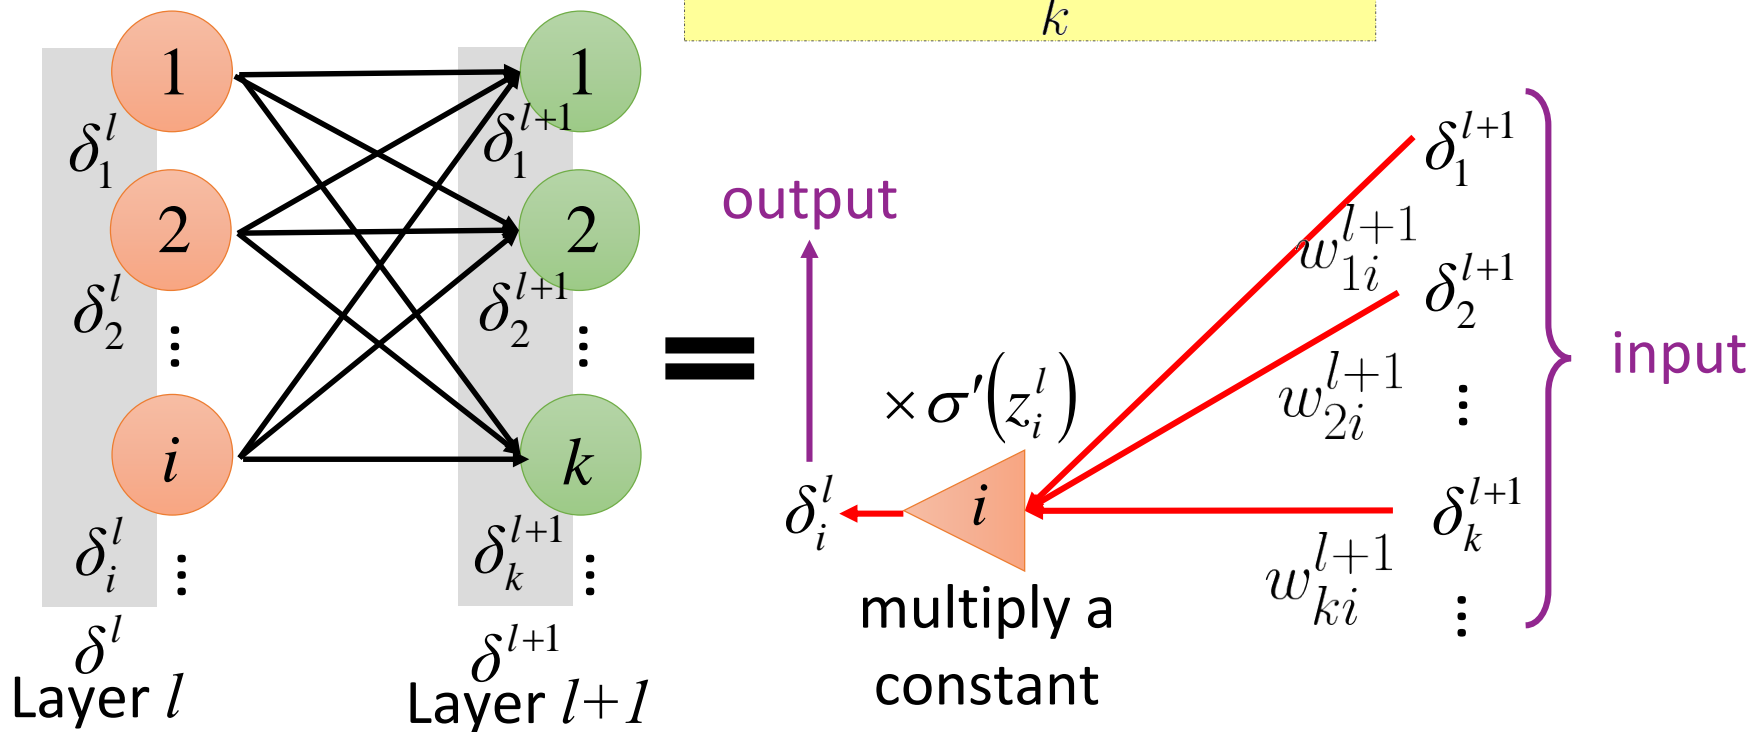 k
1
1
δ_1^l
δ_1^{l+1}
2
2
δ_2^l
δ_2^{l+1}
⋮
⋮
i
k
δ_i^l
δ_k^{l+1}
⋮
⋮
δ^l
δ^{l+1}
Layer l
Layer l+1
=
output
δ_i^l
× σ'(z_i^l)
i
multiply a
constant
δ_1^{l+1}
w_{1i}^{l+1}
δ_2^{l+1}
w_{2i}^{l+1}
⋮
δ_k^{l+1}
w_{ki}^{l+1}
⋮
input